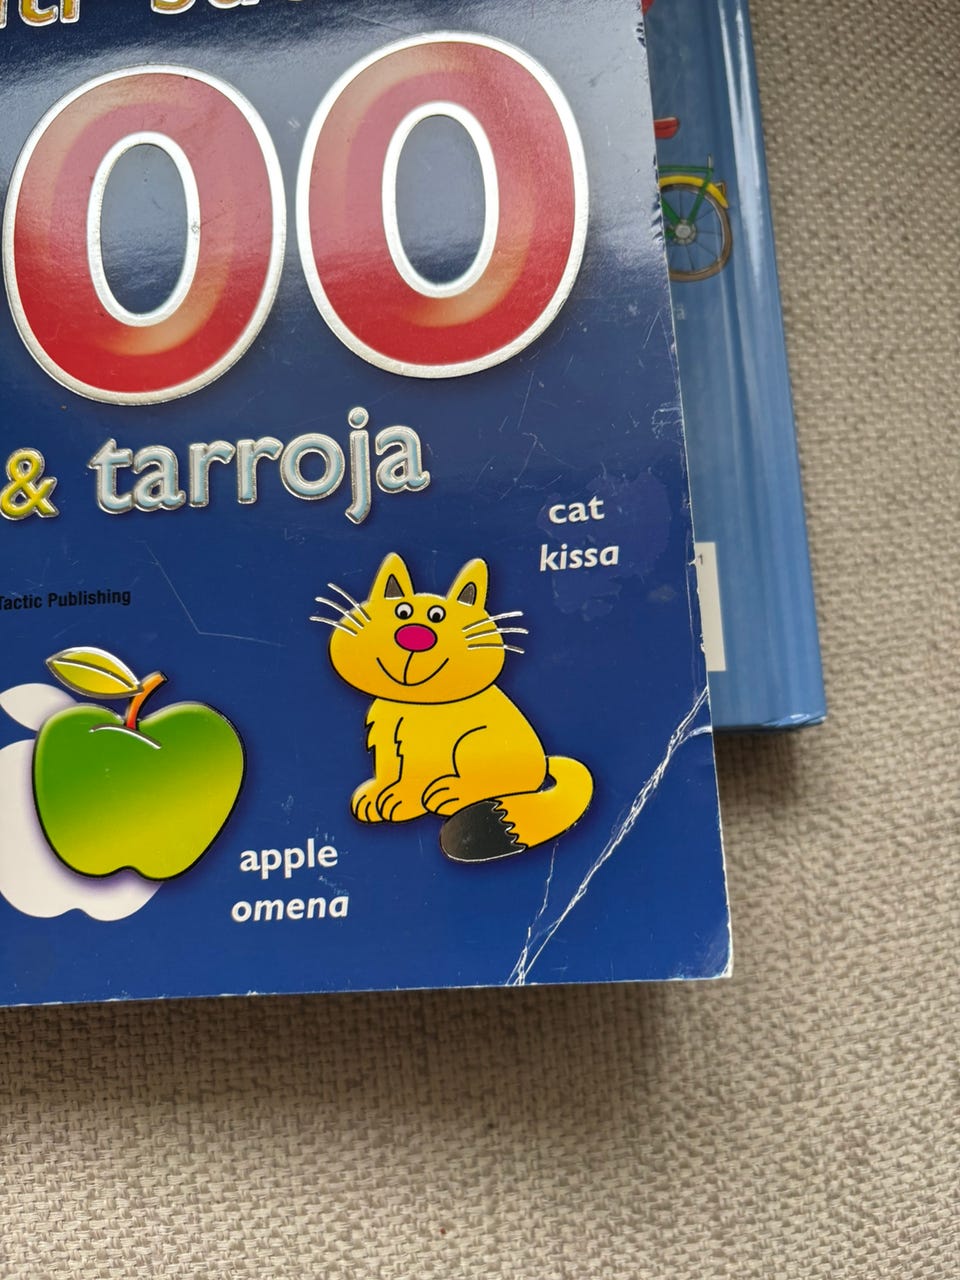 00
& tarroja
cat
kissa
Tactic Publishing
apple
omena